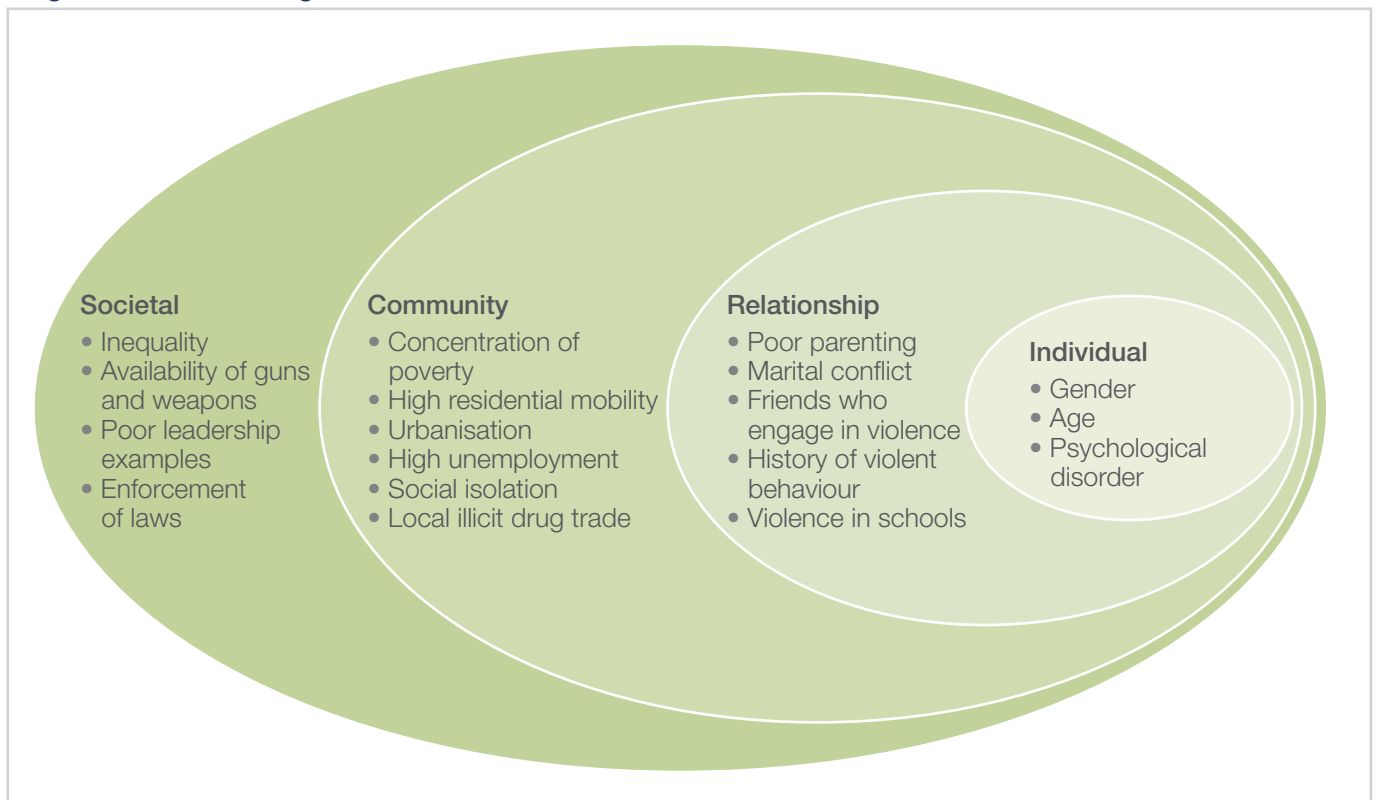 Societal
• Inequality
• Availability of guns
and weapons
• Poor leadership
examples
• Enforcement
of laws
Community
• Concentration of
poverty
• High residential mobility
• Urbanisation
• High unemployment
• Social isolation
• Local illicit drug trade
Relationship
• Poor parenting
• Marital conflict
• Friends who
engage in violence
• History of violent
behaviour
• Violence in schools
Individual
• Gender
• Age
• Psychological
disorder